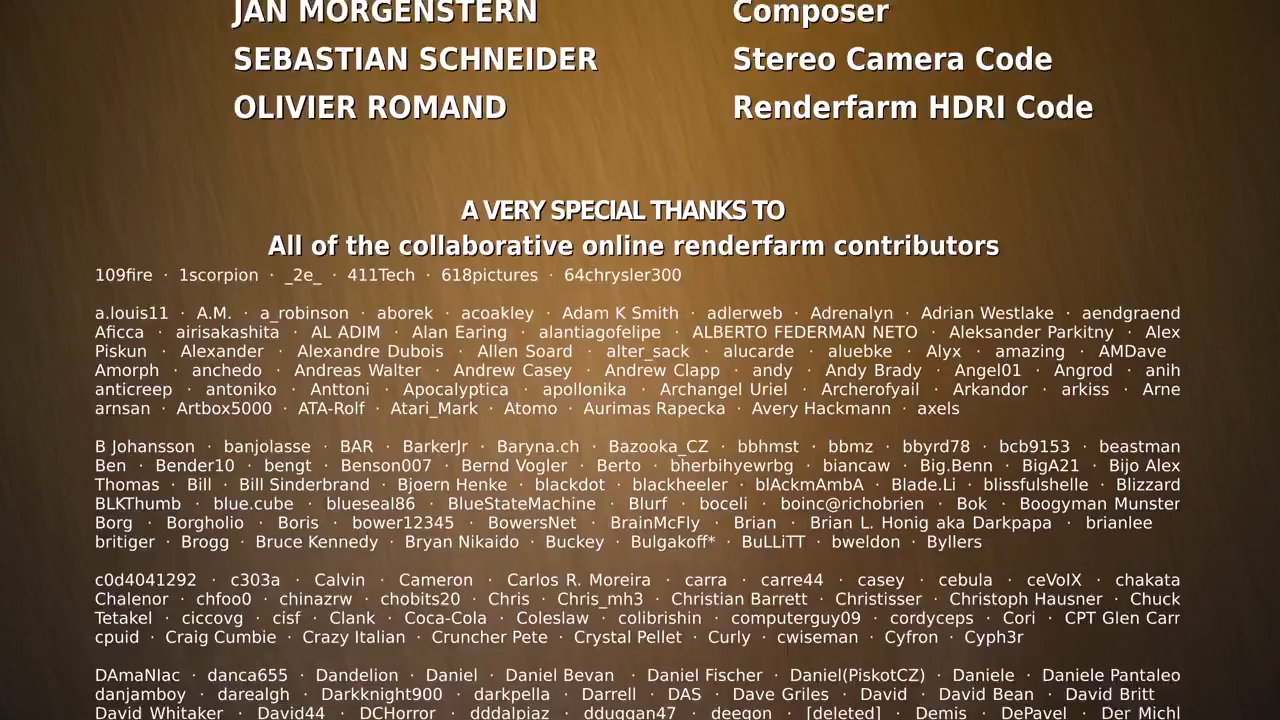 JAN MORGENSTERN Composer
SEBASTIAN SCHNEIDER Stereo Camera Code
OLIVIER ROMAND Renderfarm HDRI Code
A VERY SPECIAL THANKS TO
All of the collaborative online renderfarm contributors
109fire · 1scorpion · _2e_ · 411Tech · 618pictures · 64chrysler300
a.louis11 · A.M. · a_robinson · aborek · acoakley · Adam K Smith · adlerweb · Adrenalyn · Adrian Westlake · aendgraend
Aficca · airisakashita · AL ADIM · Alan Earing · alantiagofelipe · ALBERTO FEDERMAN NETO · Aleksander Parkitny · Alex
Piskun · Alexander · Alexandre Dubois · Allen Soard · alter_sack · alucarde · aluebke · Alyx · amazing · AMDave
Amorph · anchedo · Andreas Walter · Andrew Casey · Andrew Clapp · andy · Andy Brady · Angel01 · Angrod · anih
anticreep · antoniko · Anttoni · Apocalyptica · apollonika · Archangel Uriel · Archerofyail · Arkandor · arkiss · Arne
arnsan · Artbox5000 · ATA-Rolf · Atari_Mark · Atomo · Aurimas Rapecka · Avery Hackmann · axels
B Johansson · banjolasse · BAR · BarkerJr · Baryna.ch · Bazooka_CZ · bbhmst · bbmz · bbyrd78 · bcb9153 · beastman
Ben · Bender10 · bengt · Benson007 · Bernd Vogler · Berto · bherbihyewrbg · biancaw · Big.Benn · BigA21 · Bijo Alex
Thomas · Bill · Bill Sinderbrand · Bjoern Henke · blackdot · blackheeler · blAckmAmbA · Blade.Li · blissfulshelle · Blizzard
BLKThumb · blue.cube · blueseal86 · BlueStateMachine · Blurf · boceli · boinc@richobrien · Bok · Boogyman Munster
Borg · Borgholio · Boris · bower12345 · BowersNet · BrainMcFly · Brian · Brian L. Honig aka Darkpapa · brianlee
britiger · Brogg · Bruce Kennedy · Bryan Nikaido · Buckey · Bulgakoff* · BuLLiTT · bweldon · Byllers
c0d4041292 · c303a · Calvin · Cameron · Carlos R. Moreira · carra · carre44 · casey · cebula · ceVoIX · chakata
Chalenor · chfoo0 · chinazrw · chobits20 · Chris · Chris_mh3 · Christian Barrett · Christisser · Christoph Hausner · Chuck
Tetakel · ciccovg · cisf · Clank · Coca-Cola · Coleslaw · colibrishin · computerguy09 · cordyceps · Cori · CPT Glen Carr
cpuid · Craig Cumbie · Crazy Italian · Cruncher Pete · Crystal Pellet · Curly · cwiseman · Cyfron · Cyph3r
DAmaNIac · danca655 · Dandelion · Daniel · Daniel Bevan · Daniel Fischer · Daniel(PiskotCZ) · Daniele · Daniele Pantaleo
danjamboy · darealgh · Darkknight900 · darkpella · Darrell · DAS · Dave Griles · David · David Bean · David Britt
David Whitaker · David44 · DCHorror · dddalpiaz · dduggan47 · deegon · [deleted] · Demis · DePavel · Der Michl